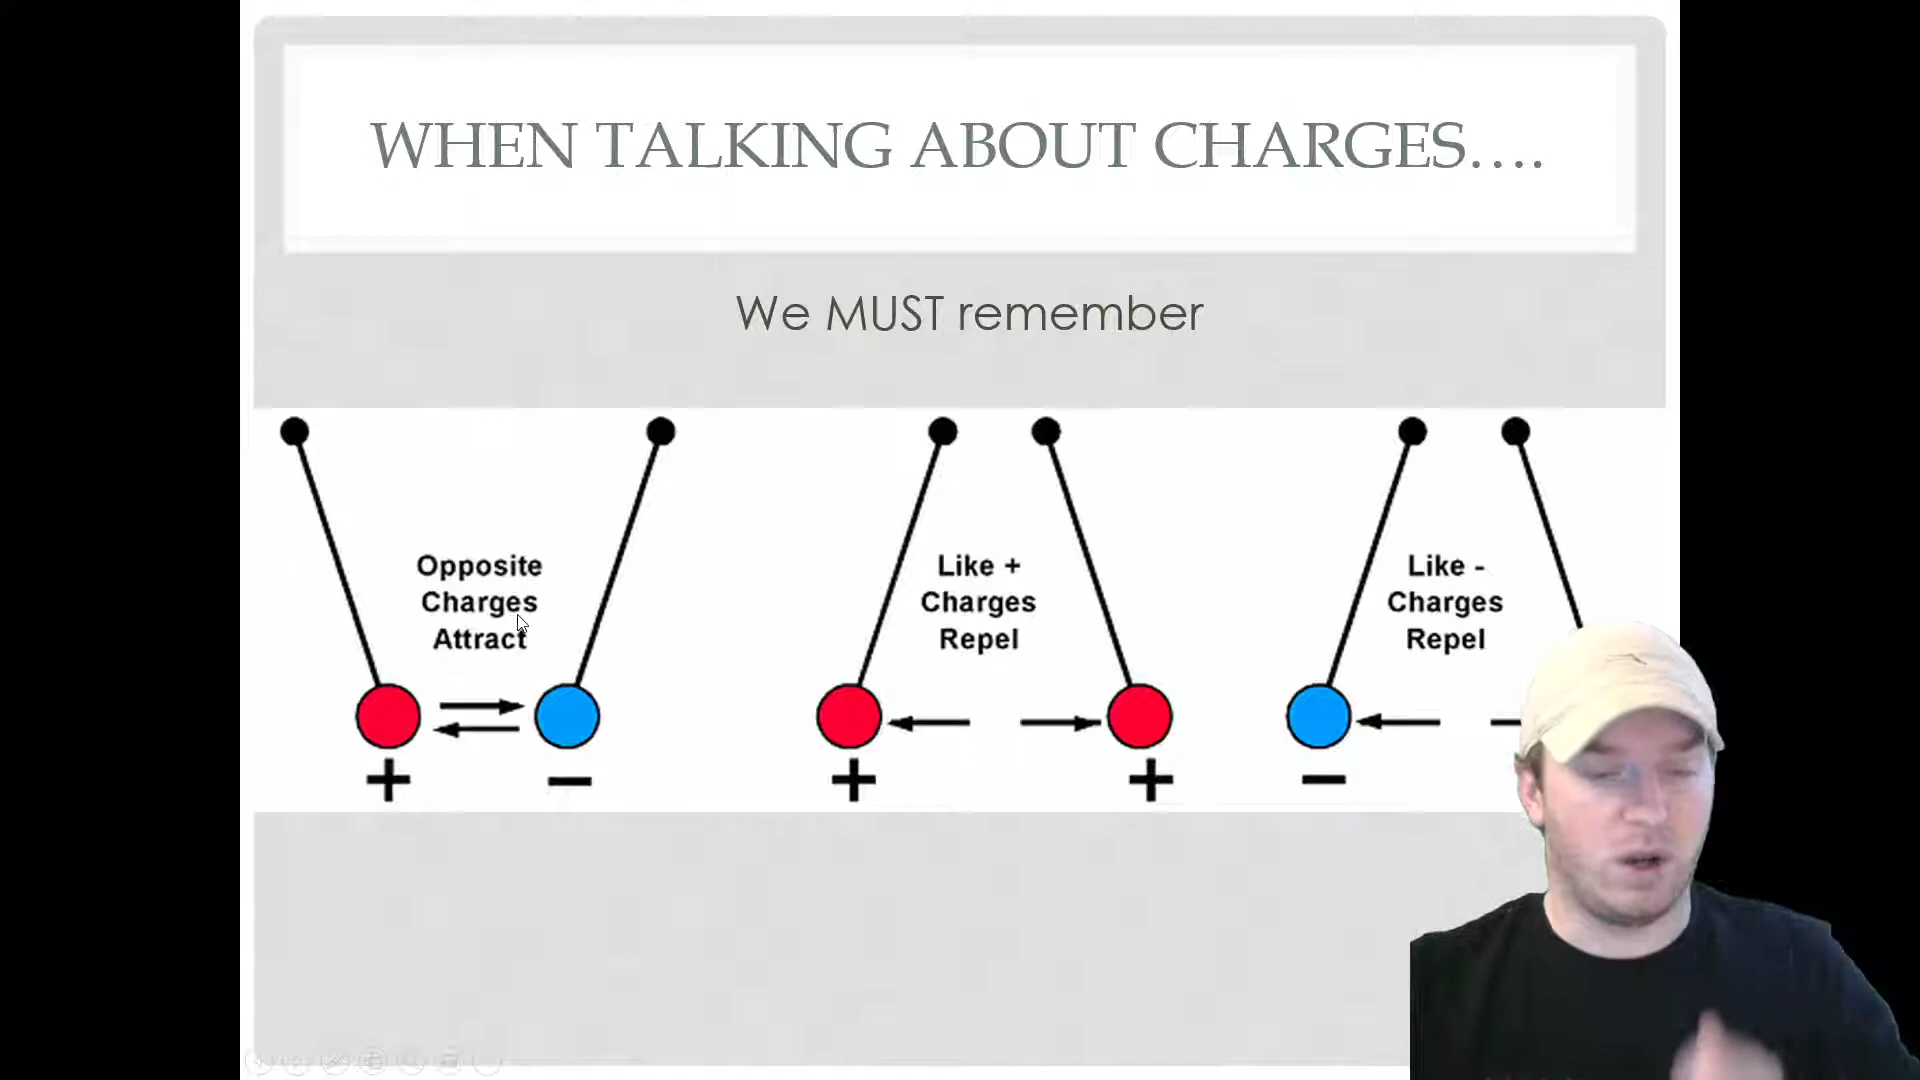 WHEN TALKING ABOUT CHARGES....
We MUST remember
Opposite
Charges
Attract
Like +
Charges
Repel
Like -
Charges
Repel
+
−
+
+
−